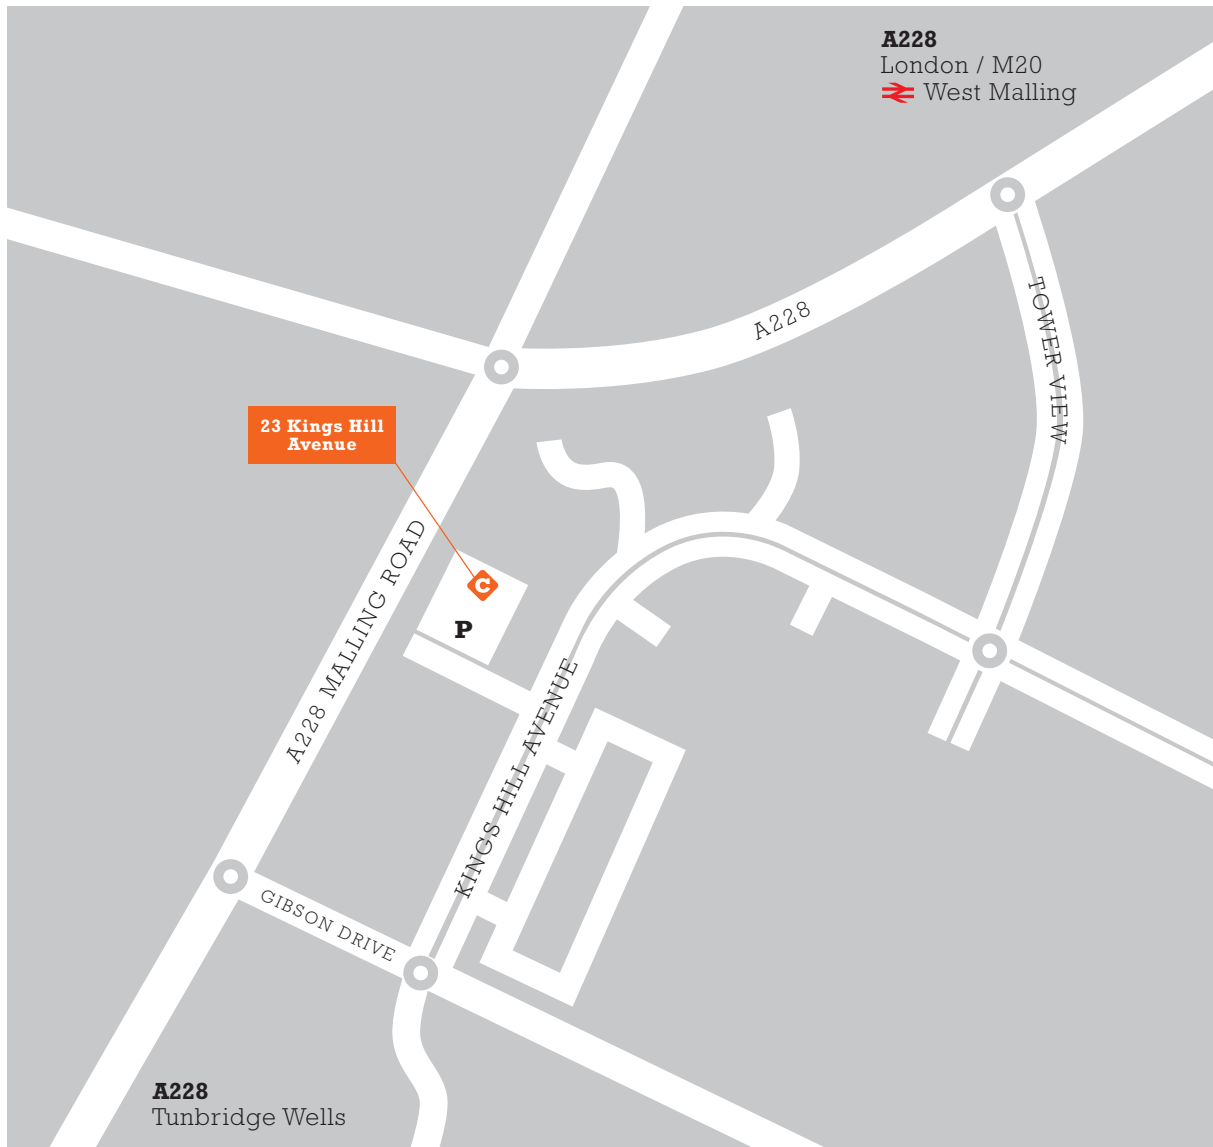 A228
London / M20
West Malling
A228
TOWER VIEW
23 Kings Hill
Avenue
C
P
A228 MALLING ROAD
KINGS HILL AVENUE
GIBSON DRIVE
A228
Tunbridge Wells